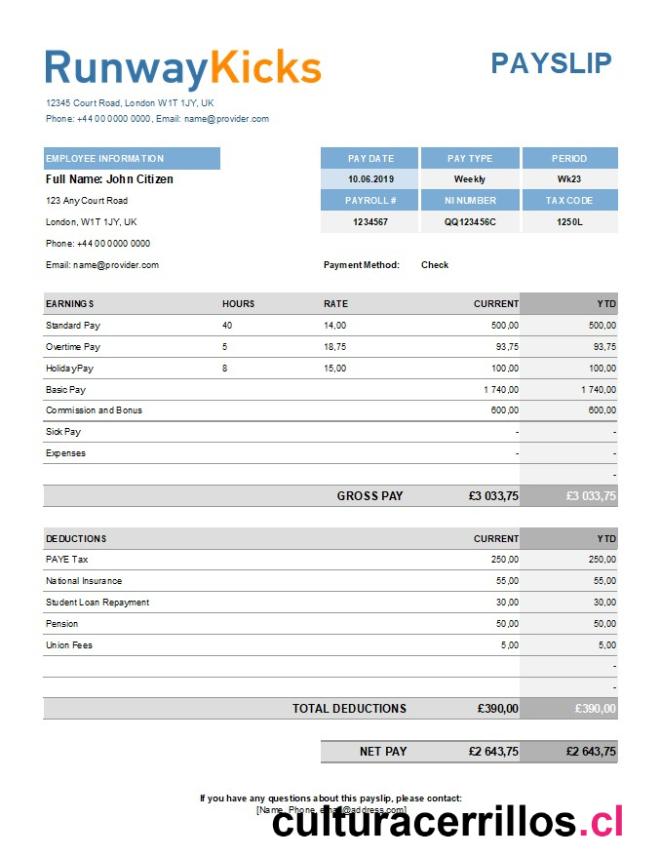 RunwayKicks
PAYSLIP
12345 Court Road, London W1T 1JY, UK
Phone: +44 00 0000 0000, Email: name@provider.com
EMPLOYEE INFORMATION
PAY DATE PAY TYPE PERIOD
Full Name: John Citizen
10.06.2019 Weekly Wk23
123 Any Court Road
PAYROLL # NI NUMBER TAX CODE
London, W1T 1JY, UK
1234567 QQ123456C 1250L
Phone: +44 00 0000 0000
Email: name@provider.com
Payment Method: Check
EARNINGS HOURS RATE CURRENT YTD
Standard Pay 40 14,00 500,00 500,00
Overtime Pay 5 18,75 93,75 93,75
Holiday Pay 8 15,00 100,00 100,00
Basic Pay 1 740,00 1 740,00
Commission and Bonus 600,00 600,00
Sick Pay - -
Expenses - -
-
GROSS PAY £3 033,75 £3 033,75
DEDUCTIONS CURRENT YTD
PAYE Tax 250,00 250,00
National Insurance 55,00 55,00
Student Loan Repayment 30,00 30,00
Pension 50,00 50,00
Union Fees 5,00 5,00
-
-
TOTAL DEDUCTIONS £390,00 £390,00
NET PAY £2 643,75 £2 643,75
If you have any questions about this payslip, please contact:
[Name, Phone, email@address.com]
culturacerrillos.cl